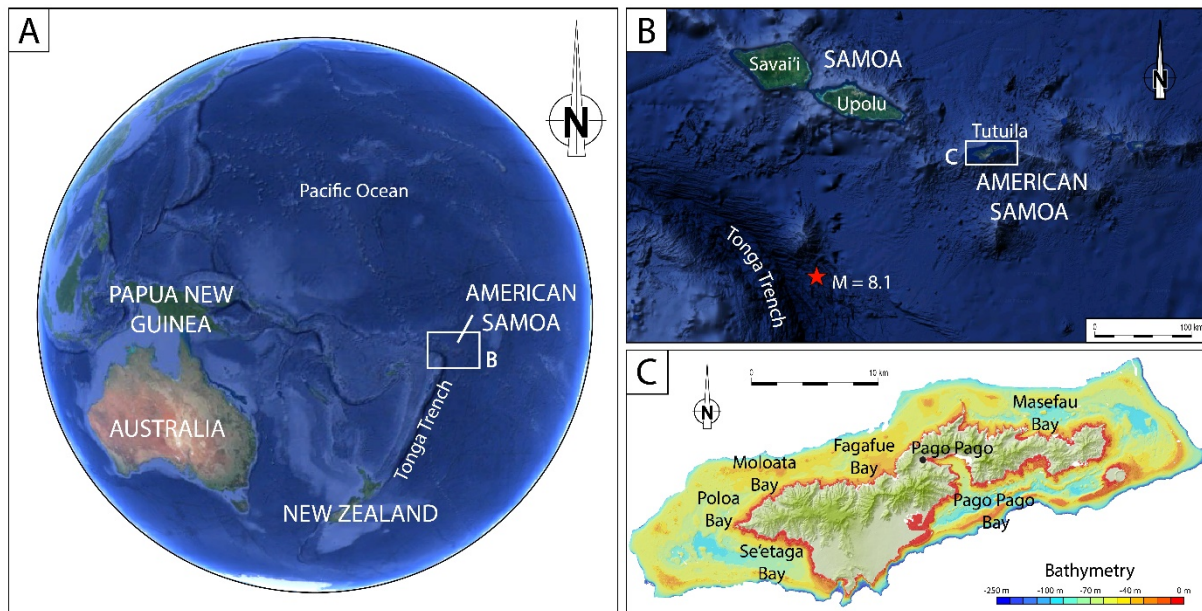 A
N
Pacific Ocean
PAPUA NEW
GUINEA
AMERICAN
SAMOA
B
Tonga Trench
AUSTRALIA
NEW ZEALAND
B
Savai'i
SAMOA
Upolu
N
Tutuila
C
AMERICAN
SAMOA
Tonga Trench
M = 8.1
0 100 km
C
N
0 10 km
Masefau
Bay
Fagafue
Bay
Pago Pago
Moloata
Bay
Poloa
Bay
Pago Pago
Bay
Se'etaga
Bay
Bathymetry
-250 m -100 m -40 m 0 m